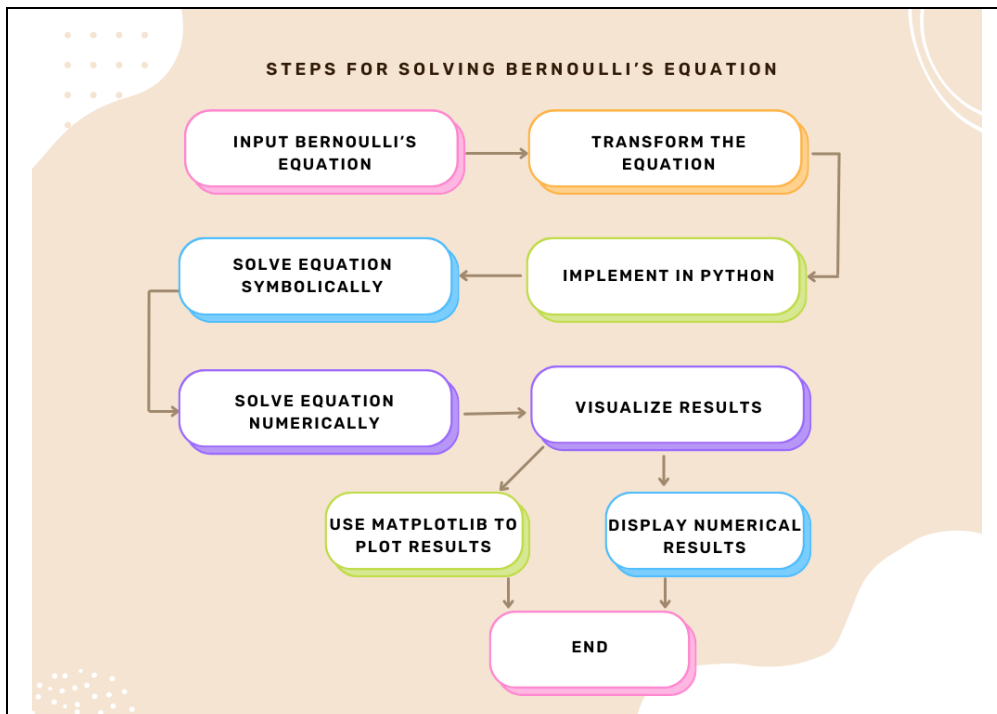 STEPS FOR SOLVING BERNOULLI'S EQUATION
INPUT BERNOULLI'S
EQUATION
TRANSFORM THE
EQUATION
IMPLEMENT IN PYTHON
SOLVE EQUATION
SYMBOLICALLY
SOLVE EQUATION
NUMERICALLY
VISUALIZE RESULTS
USE MATPLOTLIB TO
PLOT RESULTS
DISPLAY NUMERICAL
RESULTS
END